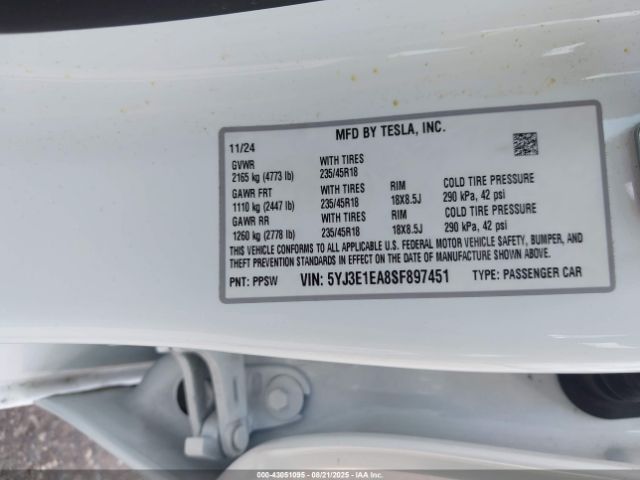 MFD BY TESLA, INC.
11/24
GVWR WITH TIRES
2165 kg (4773 lb) 235/45R18
GAWR FRT WITH TIRES RIM COLD TIRE PRESSURE
1110 kg (2447 lb) 235/45R18 18X8.5J 290 kPa, 42 psi
GAWR RR WITH TIRES RIM COLD TIRE PRESSURE
1260 kg (2778 lb) 235/45R18 18X8.5J 290 kPa, 42 psi
THIS VEHICLE CONFORMS TO ALL APPLICABLE U.S. FEDERAL MOTOR VEHICLE SAFETY, BUMPER, AND
THEFT PREVENTION STANDARDS IN EFFECT ON THE DATE OF MANUFACTURE SHOWN ABOVE.
PNT: PPSW VIN: 5YJ3E1EA8SF897451 TYPE: PASSENGER CAR
000-43051095 - 08/21/2025 - IAA Inc.